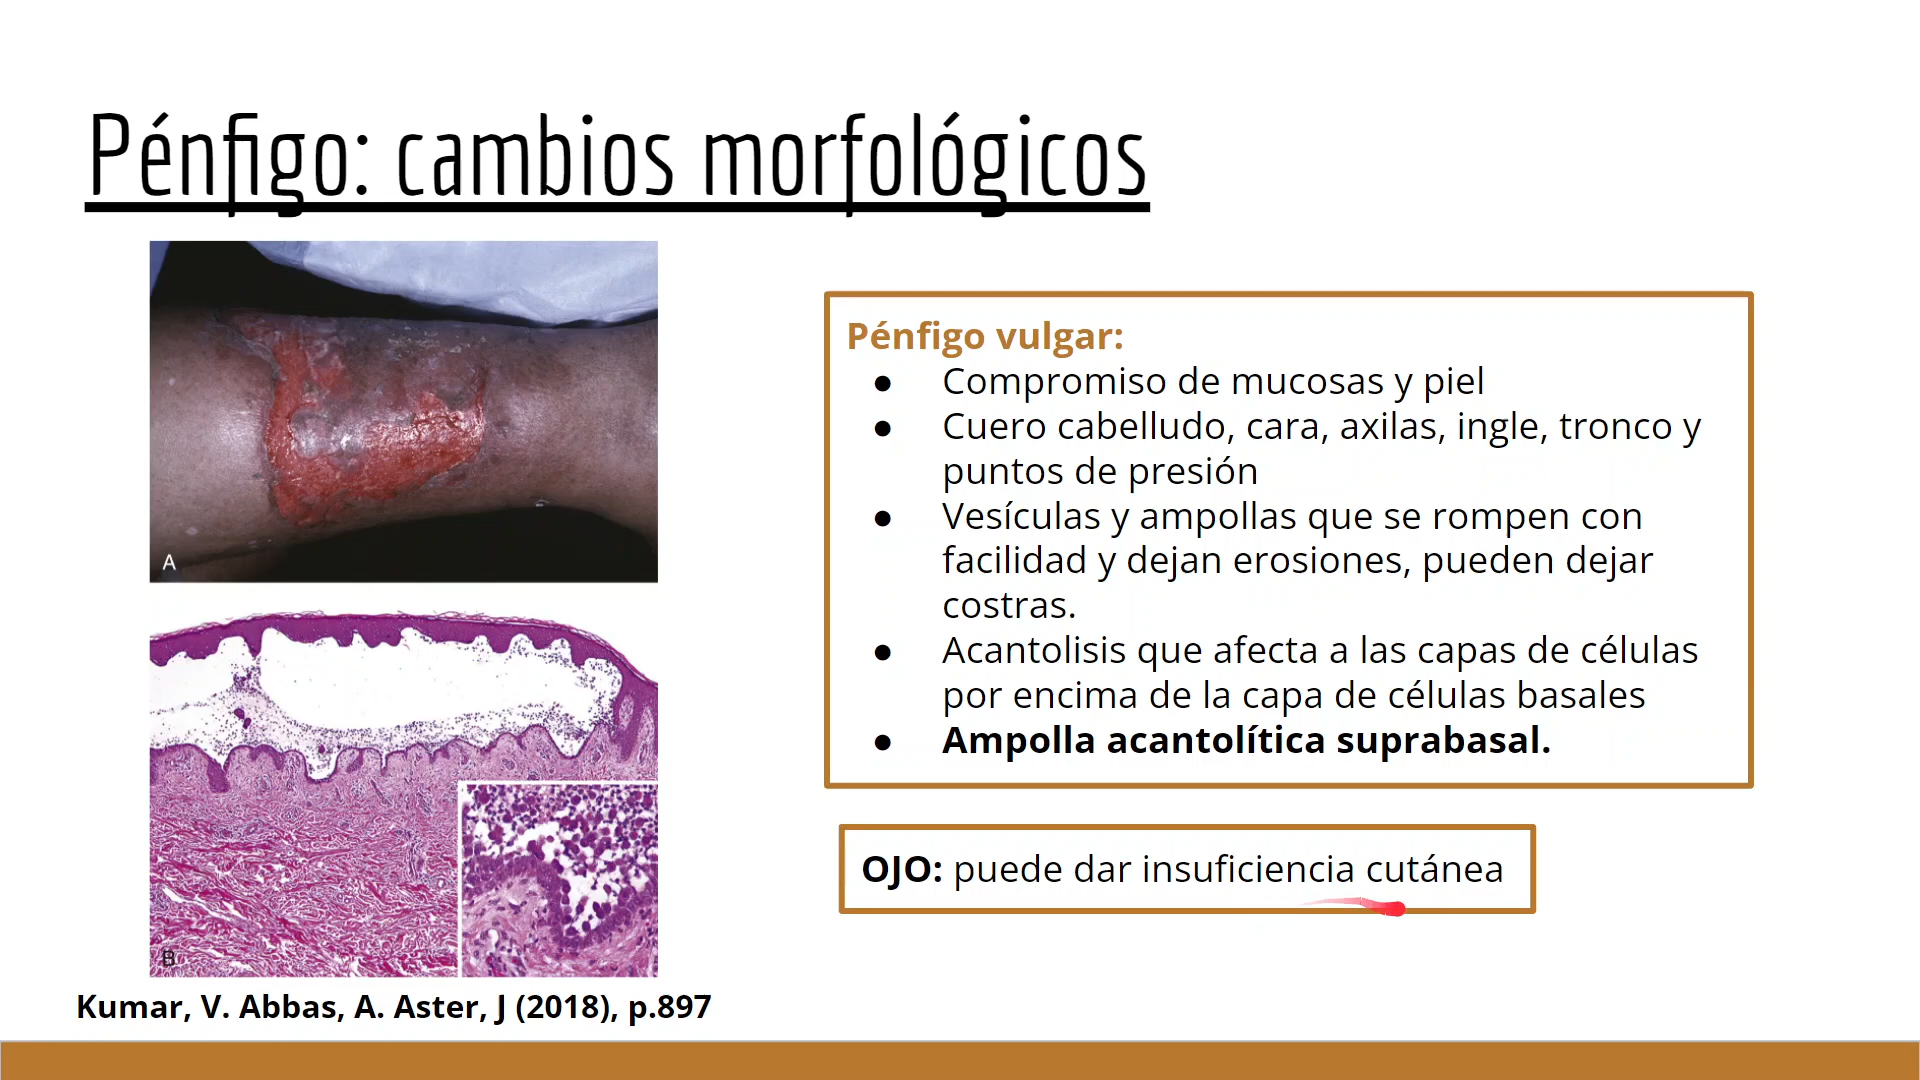 Pénfigo: cambios morfológicos
A
B
Kumar, V. Abbas, A. Aster, J (2018), p.897
Pénfigo vulgar:
● Compromiso de mucosas y piel
● Cuero cabelludo, cara, axilas, ingle, tronco y
puntos de presión
● Vesículas y ampollas que se rompen con
facilidad y dejan erosiones, pueden dejar
costras.
● Acantolisis que afecta a las capas de células
por encima de la capa de células basales
● Ampolla acantolítica suprabasal.
OJO: puede dar insuficiencia cutánea